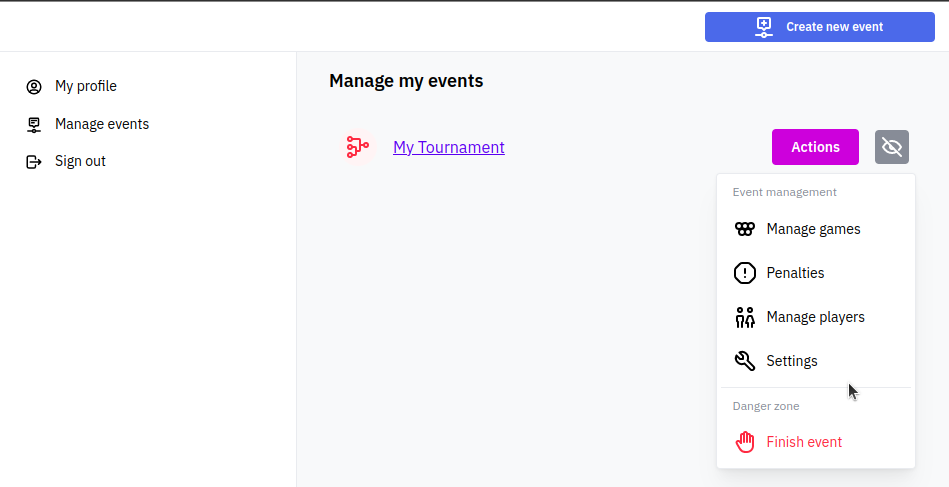 Create new event
My profile
Manage events
Sign out
Manage my events
My Tournament
Actions
Event management
Manage games
Penalties
Manage players
Settings
Danger zone
Finish event